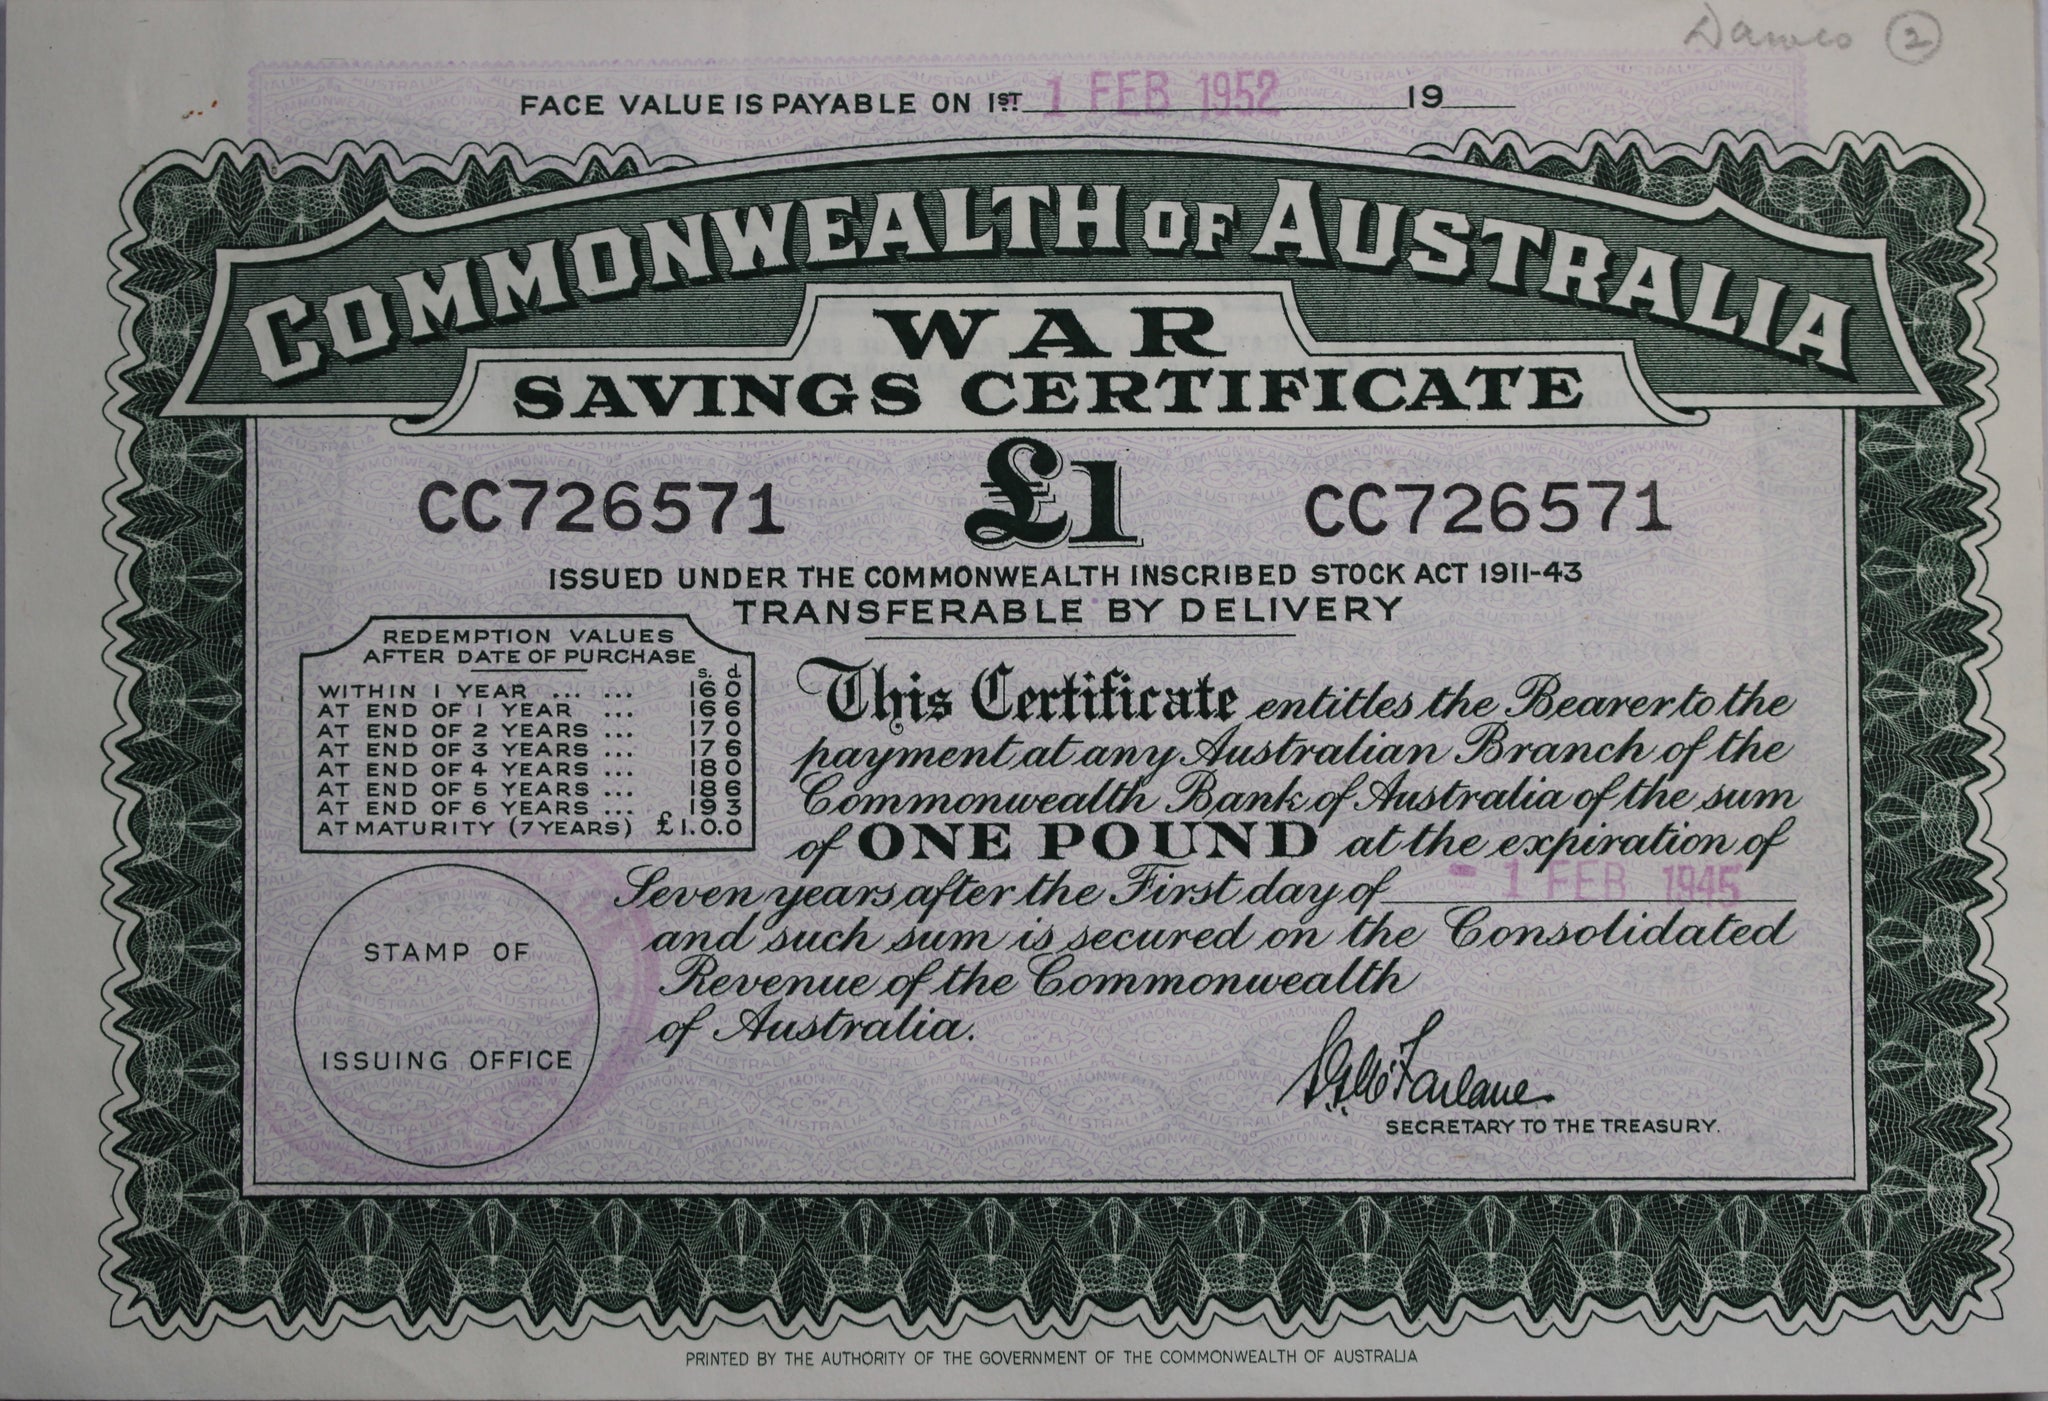 FACE VALUE IS PAYABLE ON 1ST 1 FEB 1952 19
COMMONWEALTH OF AUSTRALIA
WAR
SAVINGS CERTIFICATE
£1
CC726571 CC726571
ISSUED UNDER THE COMMONWEALTH INSCRIBED STOCK ACT 1911-43
TRANSFERABLE BY DELIVERY
REDEMPTION VALUES
AFTER DATE OF PURCHASE
s. d.
WITHIN 1 YEAR ... ... 16 0
AT END OF 1 YEAR ... 16 6
AT END OF 2 YEARS ... 17 0
AT END OF 3 YEARS ... 17 6
AT END OF 4 YEARS ... 18 0
AT END OF 5 YEARS ... 18 6
AT END OF 6 YEARS ... 19 3
AT MATURITY (7 YEARS) £1.0.0
This Certificate entitles the Bearer to the
payment at any Australian Branch of the
Commonwealth Bank of Australia of the sum
of ONE POUND at the expiration of
Seven years after the First day of - 1 FEB 1945
and such sum is secured on the Consolidated
Revenue of the Commonwealth
of Australia.
STAMP OF
ISSUING OFFICE
S.G. McFarlane.
SECRETARY TO THE TREASURY.
PRINTED BY THE AUTHORITY OF THE GOVERNMENT OF THE COMMONWEALTH OF AUSTRALIA